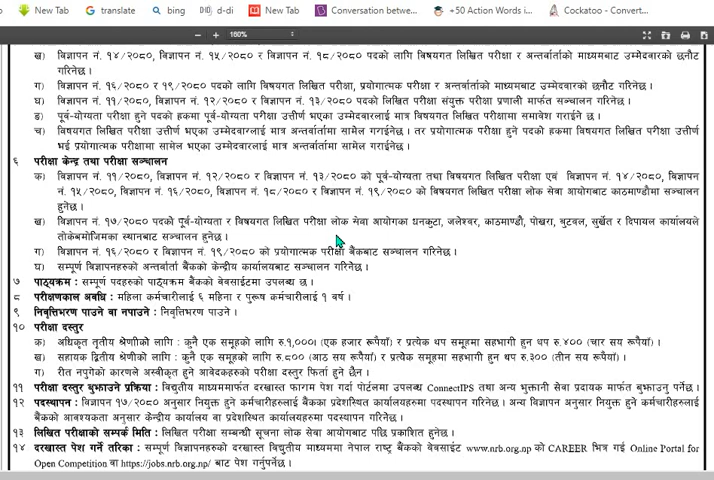 New Tab
translate
bing
d-di
New Tab
Conversation betwe...
+50 Action Words i...
Cockatoo - Convert...
160%
ख) विज्ञापन नं. १४/२०८०, विज्ञापन नं. १५/२०८० र विज्ञापन नं. १८/२०८० पदको लागि विषयगत लिखित परीक्षा र अन्तर्वार्ताको माध्यमबाट उम्मेदवारको छनौट
गरिनेछ ।
ग) विज्ञापन नं. १६/२०८० र १९/२०८० पदको लागि विषयगत लिखित परीक्षा, प्रयोगात्मक परीक्षा र अन्तर्वार्ताको माध्यमबाट उम्मेदवारको छनौट गरिनेछ ।
घ) विज्ञापन नं. ११/२०८०, विज्ञापन नं. १२/२०८० र विज्ञापन नं. १३/२०८० पदको लिखित परीक्षा संयुक्त परीक्षा प्रणाली मार्फत सञ्चालन गरिनेछ ।
ङ) पूर्व-योग्यता परीक्षा हुने पदको हकमा पूर्व-योग्यता परीक्षा उत्तीर्ण भएका उम्मेदवारलाई मात्र विषयगत लिखित परीक्षामा समावेश गराईने छ ।
च) विषयगत लिखित परीक्षा उत्तीर्ण भएका उम्मेदवारलाई मात्र अन्तर्वार्तामा सामेल गराईनेछ । तर प्रयोगात्मक परीक्षा हुने पदको हकमा विषयगत लिखित परीक्षा उत्तीर्ण
भई प्रयोगात्मक परीक्षामा सामेल भएका उम्मेदवारलाई मात्र अन्तर्वार्तामा सामेल गराईनेछ ।
६ परीक्षा केन्द्र तथा परीक्षा सञ्चालन
क) विज्ञापन नं. ११/२०८०, विज्ञापन नं. १२/२०८० र विज्ञापन नं. १३/२०८० को पूर्व-योग्यता तथा विषयगत लिखित परीक्षा एवं विज्ञापन नं. १४/२०८०, विज्ञापन
नं. १५/२०८०, विज्ञापन नं. १६/२०८०, विज्ञापन नं. १८/२०८० र विज्ञापन नं. १९/२०८० को विषयगत लिखित परीक्षा लोक सेवा आयोगबाट काठमाण्डौमा सञ्चालन
हुनेछ ।
ख) विज्ञापन नं. १७/२०८० पदको पूर्व-योग्यता र विषयगत लिखित परीक्षा लोक सेवा आयोगका धनकुटा, जलेश्वर, काठमाण्डौ, पोखरा, बुटवल, सुर्खेत र दिपायल कार्यालयले
तोकेबमोजिमका स्थानबाट सञ्चालन हुनेछ ।
ग) विज्ञापन नं. १६/२०८० र विज्ञापन नं. १९/२०८० को प्रयोगात्मक परीक्षा बैंकबाट सञ्चालन गरिनेछ ।
घ) सम्पूर्ण विज्ञापनहरुको अन्तर्वार्ता बैंकको केन्द्रीय कार्यालयबाट सञ्चालन गरिनेछ ।
७ पाठ्यक्रम : सम्पूर्ण पदहरुको पाठ्यक्रम बैंकको वेवसाईटमा उपलब्ध छ ।
८ परीक्षणकाल अवधि : महिला कर्मचारीलाई ६ महिना र पुरूष कर्मचारीलाई १ वर्ष ।
९ निवृत्तिभरण पाउने वा नपाउने : निवृत्तिभरण पाउने ।
१० परीक्षा दस्तुर
क) अधिकृत तृतीय श्रेणीको लागि : कुनै एक समूहको लागि रु.१,०००। (एक हजार रूपैयाँ) र प्रत्येक थप समूहमा सहभागी हुन थप रु.४०० (चार सय रूपैयाँ) ।
ख) सहायक द्वितीय श्रेणीको लागि : कुनै एक समूहको लागि रु.८०० (आठ सय रूपैयाँ) र प्रत्येक समूहमा सहभागी हुन थप रु.३०० (तीन सय रूपैयाँ) ।
ग) रीत नपुगेको कारणले अस्वीकृत हुने आवेदकहरुको परीक्षा दस्तुर फिर्ता हुने छैन ।
११ परीक्षा दस्तुर बुझाउने प्रक्रिया : विद्युतीय माध्यममार्फत दरखास्त फाराम पेश गर्दा पोर्टलमा उपलब्ध ConnectIPS तथा अन्य भुक्तानी सेवा प्रदायक मार्फत बुझाउनु पर्नेछ ।
१२ पदस्थापन : विज्ञापन १७/२०८० अनुसार नियुक्त हुने कर्मचारीहरुलाई बैंकका प्रदेशस्थित कार्यालयहरुमा पदस्थापन गरिनेछ । अन्य विज्ञापन अनुसार नियुक्त हुने कर्मचारीहरुलाई
बैंकको आवश्यकता अनुसार केन्द्रीय कार्यालय वा प्रदेशस्थित कार्यालयहरुमा पदस्थापन गरिनेछ ।
१३ लिखित परीक्षाको सम्पर्क मिति : लिखित परीक्षा सम्बन्धी सूचना लोक सेवा आयोगबाट पछि प्रकाशित हुनेछ ।
१४ दरखास्त पेश गर्ने तरिका : सम्पूर्ण विज्ञापनहरुको दरखास्त विद्युतीय माध्यममा नेपाल राष्ट्र बैंकको वेवसाईट www.nrb.org.np को CAREER भित्र गई Online Portal for
Open Competition वा https://jobs.nrb.org.np/ बाट पेश गर्नुपर्नेछ ।